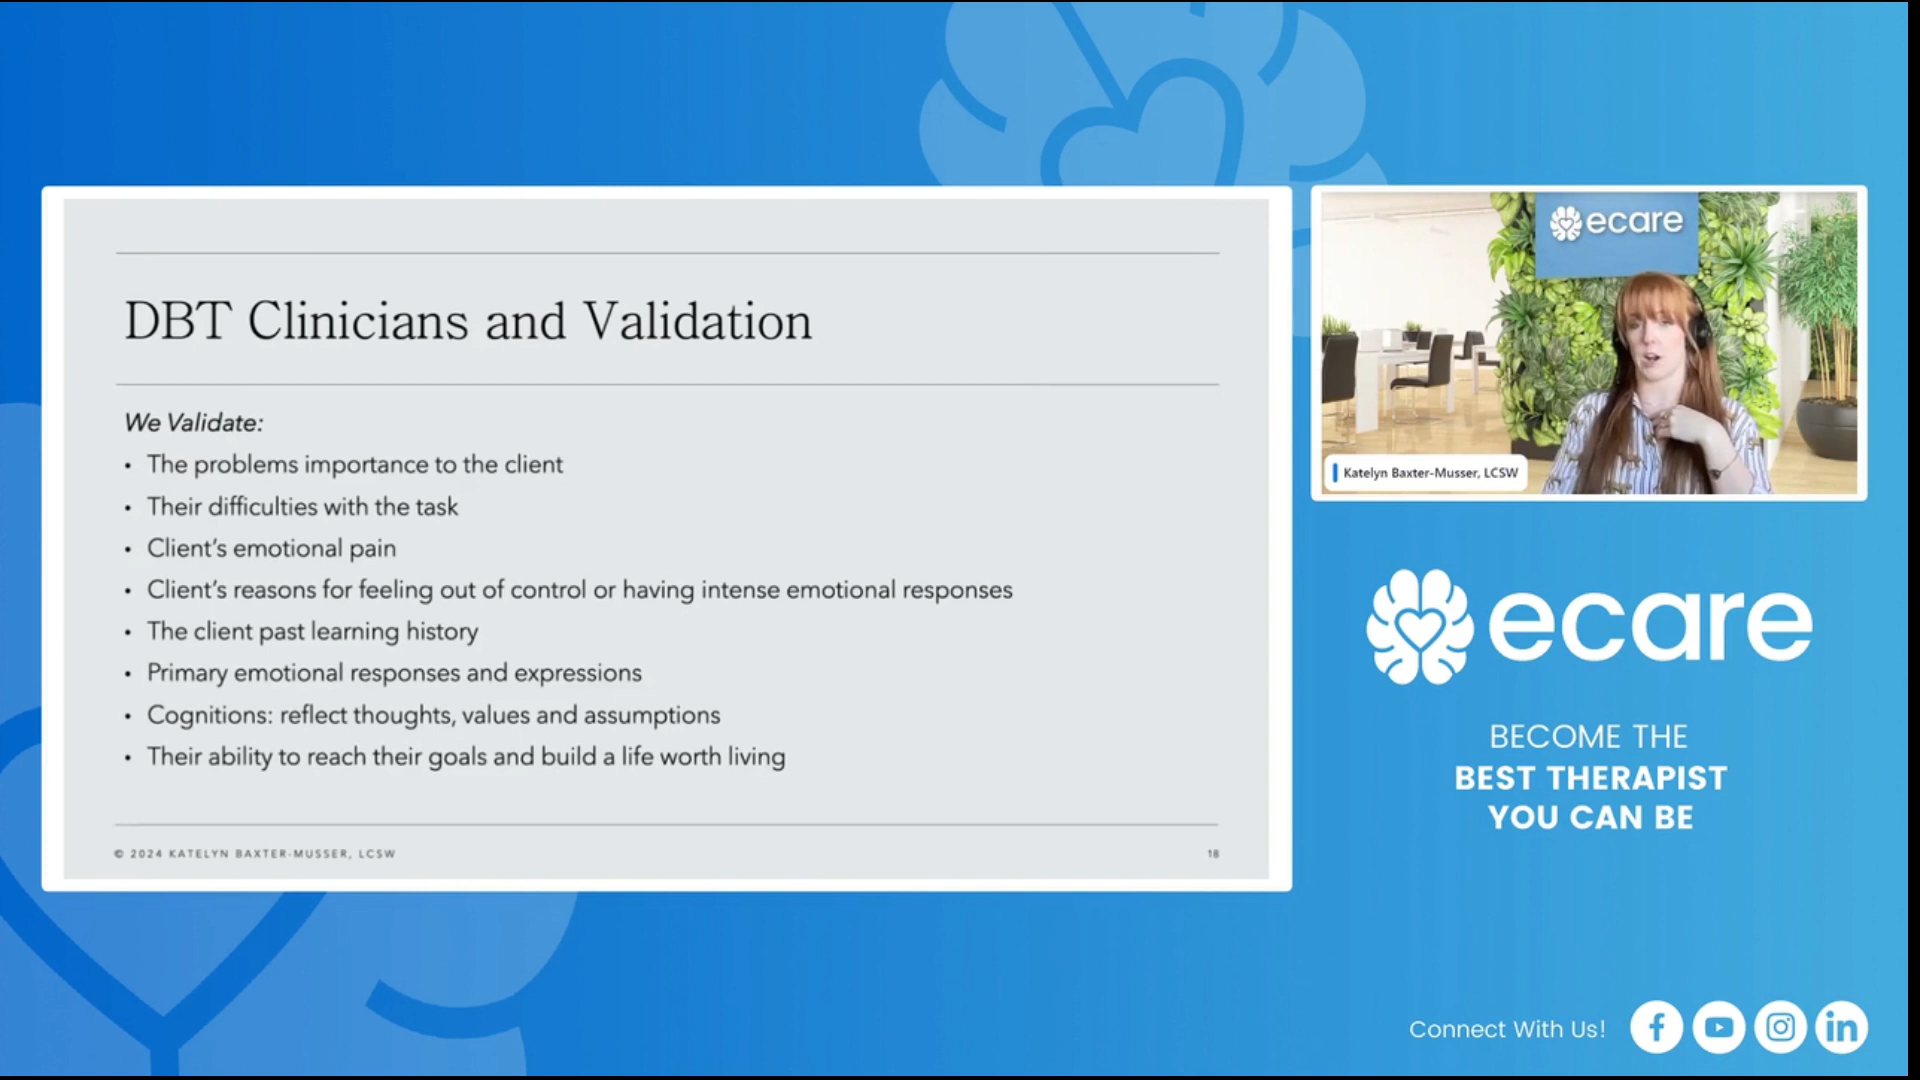 DBT Clinicians and Validation
We Validate:
• The problems importance to the client
• Their difficulties with the task
• Client's emotional pain
• Client's reasons for feeling out of control or having intense emotional responses
• The client past learning history
• Primary emotional responses and expressions
• Cognitions: reflect thoughts, values and assumptions
• Their ability to reach their goals and build a life worth living
© 2024 KATELYN BAXTER-MUSSER, LCSW
18
ecare
Katelyn Baxter-Musser, LCSW
ecare
BECOME THE
BEST THERAPIST
YOU CAN BE
Connect With Us!